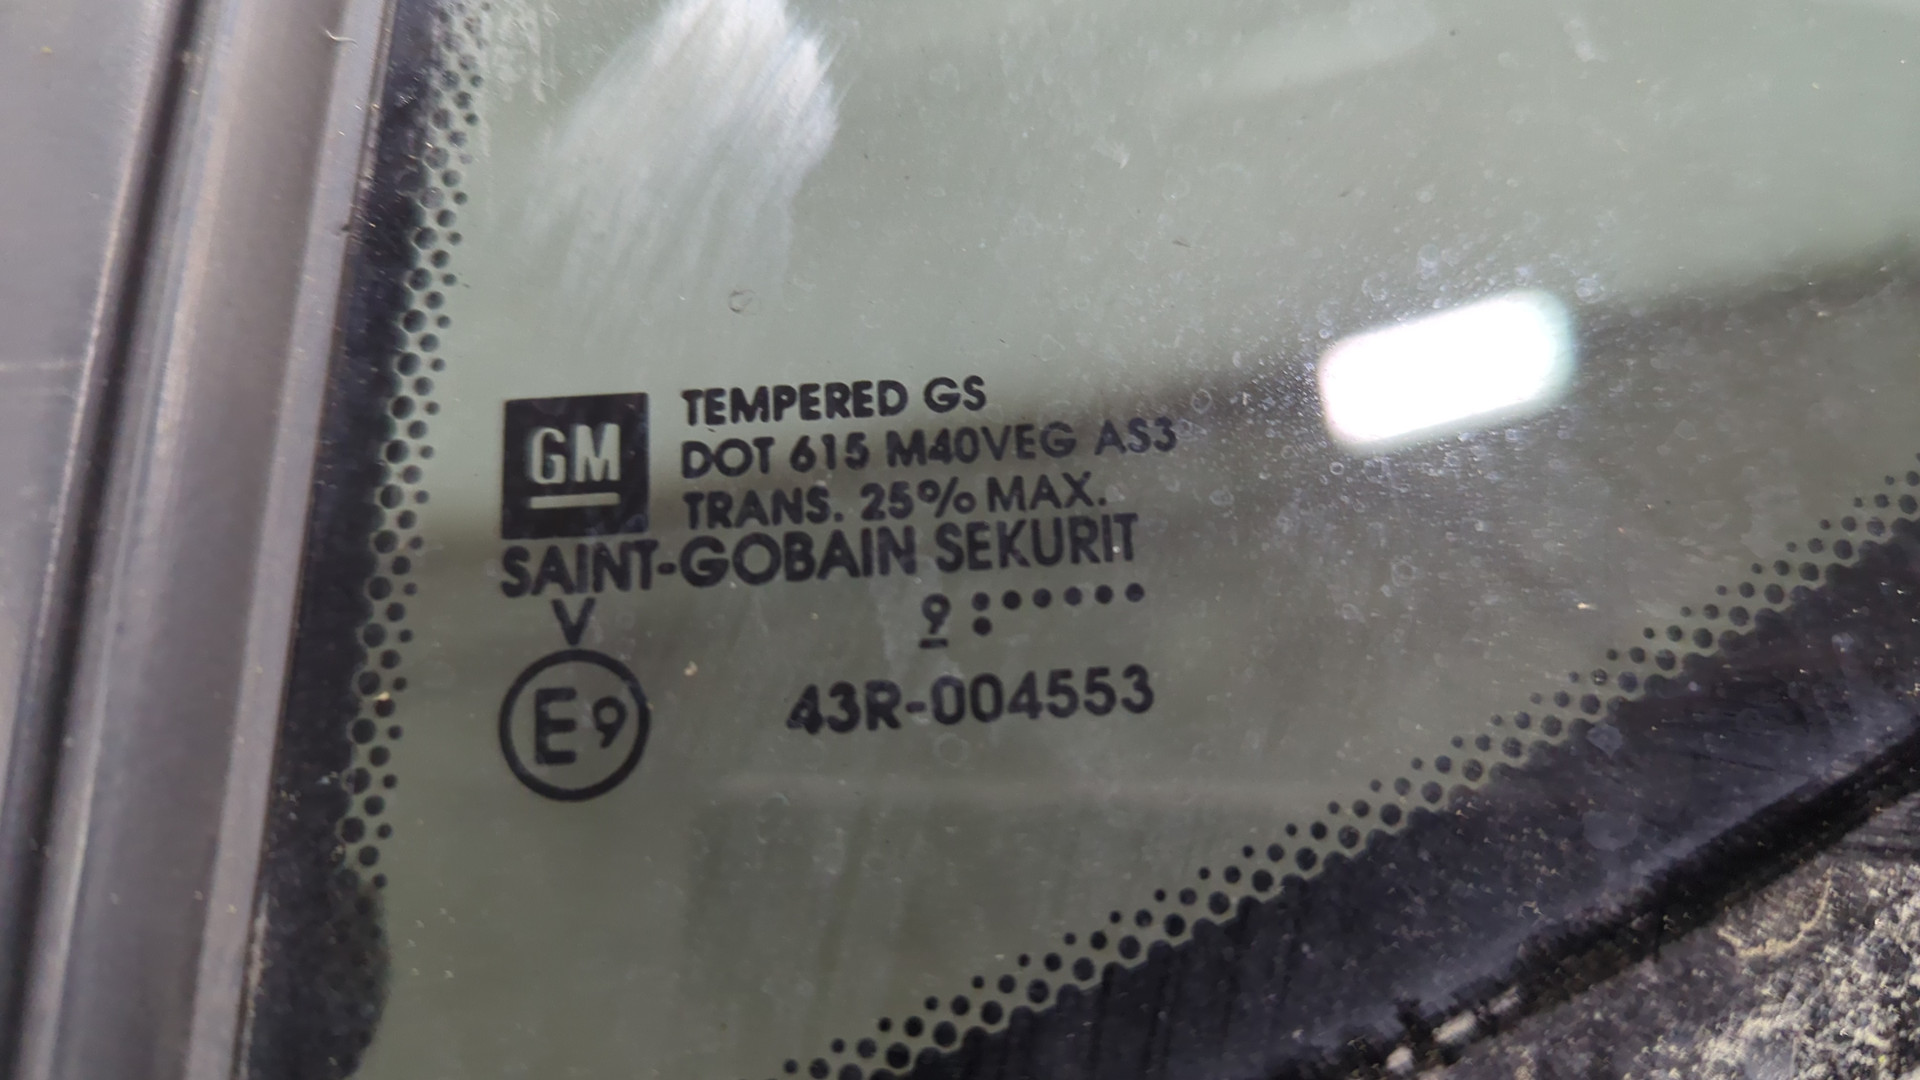 GM
TEMPERED GS
DOT 615 M40VEG AS3
TRANS. 25% MAX.
SAINT-GOBAIN SEKURIT
V 9 :•••••
E9 43R-004553